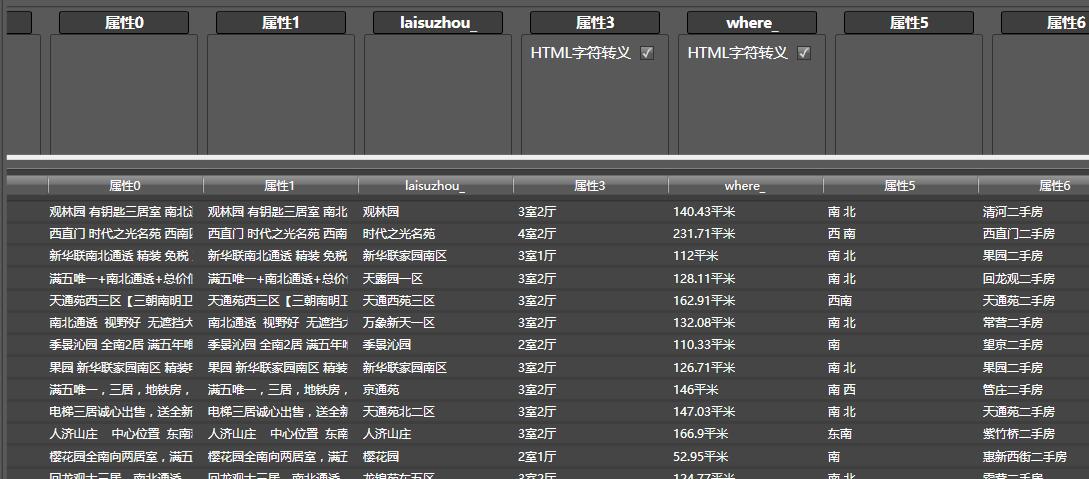 属性0 属性1 laisuzhou_ 属性3 where_ 属性5 属性6
HTML字符转义 HTML字符转义
属性0 属性1 laisuzhou_ 属性3 where_ 属性5 属性6
观林园 有钥匙三居室 南北 观林园 有钥匙三居室 南北 观林园 3室2厅 140.43平米 南 北 清河二手房
西直门 时代之光名苑 西南 西直门 时代之光名苑 西南 时代之光名苑 4室2厅 231.71平米 西 南 西直门二手房
新华联南北通透 精装 免税 新华联南北通透 精装 免税 新华联家园南区 3室1厅 112平米 南 北 果园二手房
满五唯一+南北通透+总价 满五唯一+南北通透+总价 天露园一区 3室2厅 128.11平米 南 北 回龙观二手房
天通苑西三区【三朝南明卫 天通苑西三区【三朝南明卫 天通西苑三区 3室2厅 162.91平米 西南 天通苑二手房
南北通透 视野好 无遮挡大 南北通透 视野好 无遮挡大 万象新天一区 3室2厅 132.08平米 南 北 常营二手房
季景沁园 全南2居 满五年唯 季景沁园 全南2居 满五年唯 季景沁园 2室2厅 110.33平米 南 望京二手房
果园 新华联家园南区 精装 果园 新华联家园南区 精装 新华联家园南区 3室2厅 126.71平米 南 北 果园二手房
满五唯一，三居，地铁房， 满五唯一，三居，地铁房， 京通苑 3室2厅 146平米 南 西 管庄二手房
电梯三居诚心出售，送全新 电梯三居诚心出售，送全新 天通苑北二区 3室2厅 147.03平米 南 北 天通苑二手房
人济山庄 中心位置 东南 人济山庄 中心位置 东南 人济山庄 3室2厅 166.9平米 东南 紫竹桥二手房
樱花园全南向两居室，满五 樱花园全南向两居室，满五 樱花园 2室1厅 52.95平米 南 惠新西街二手房
3室2厅 124.77平米 南 北